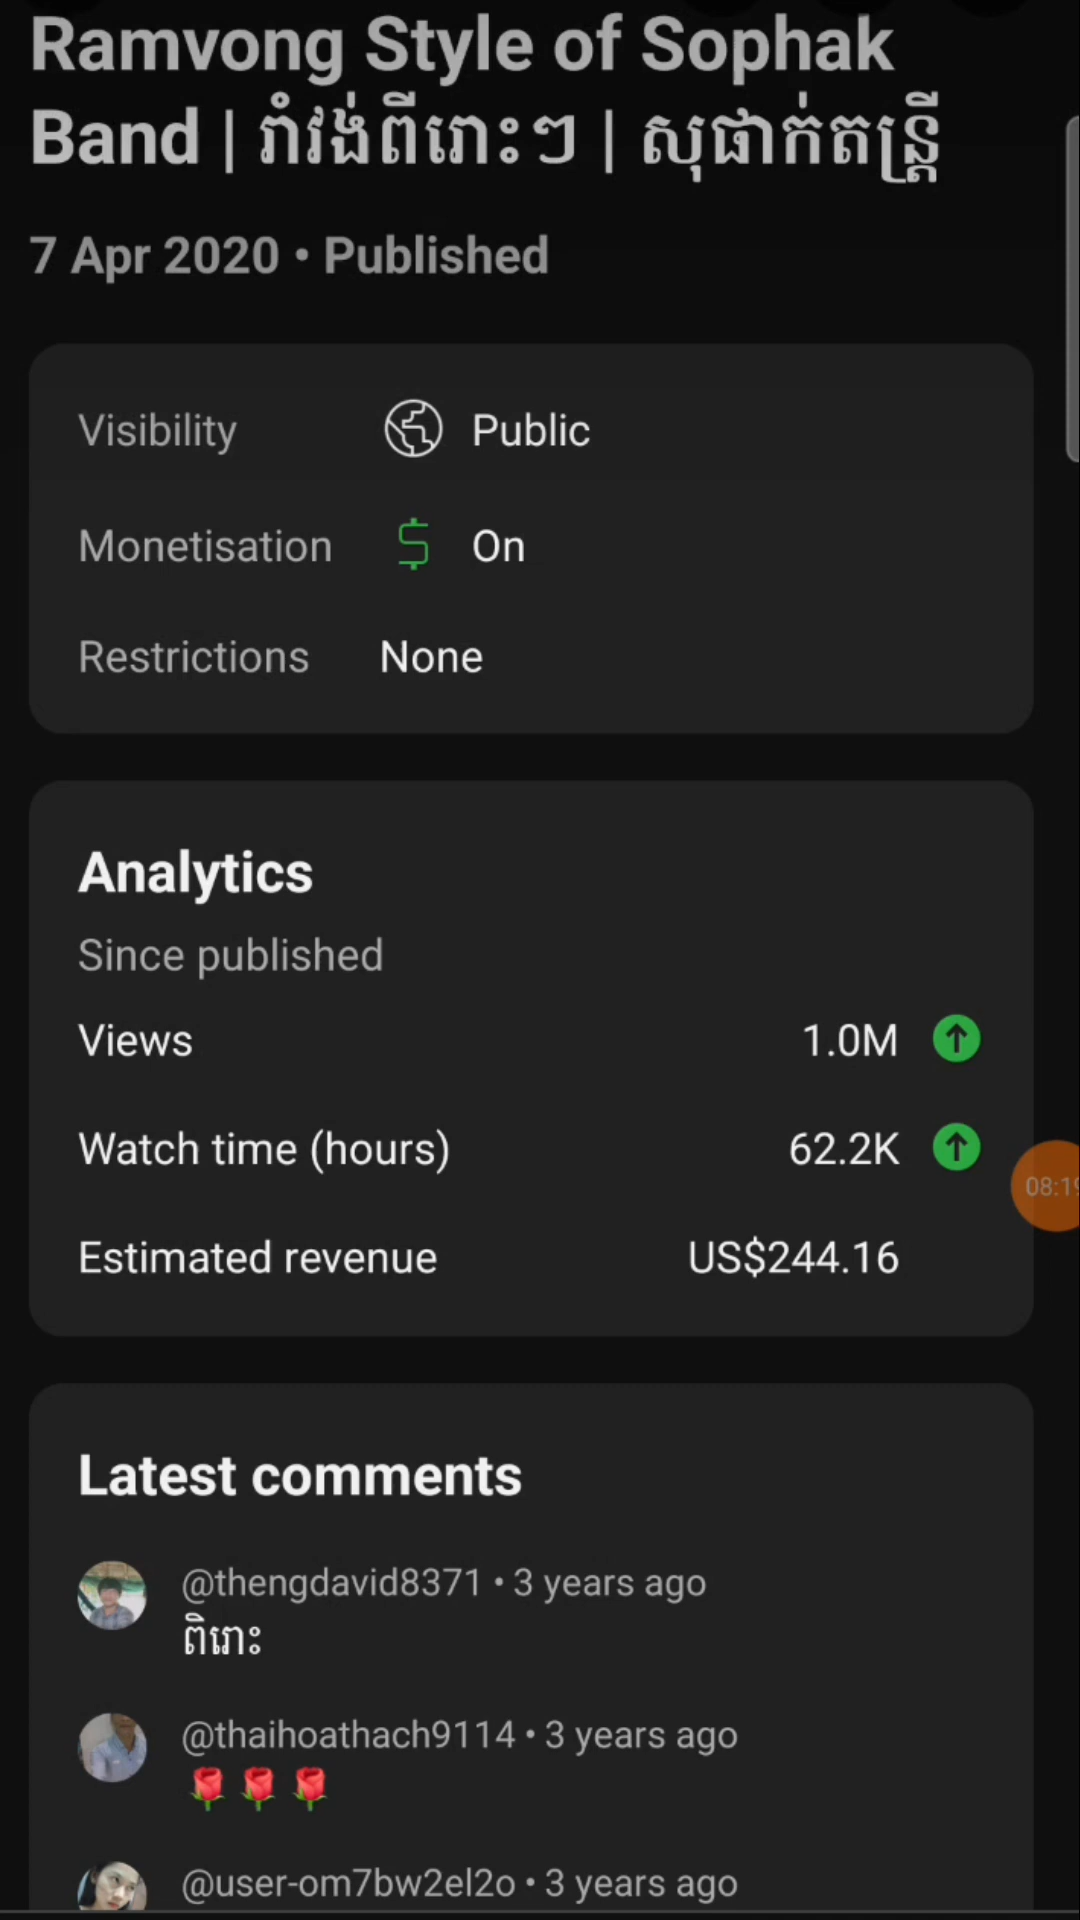 Ramvong Style of Sophak
Band | រាំវង់ពីរោះៗ | សុផាក់តន្ត្រី
7 Apr 2020 • Published
Visibility Public
Monetisation On
Restrictions None
Analytics
Since published
Views 1.0M
Watch time (hours) 62.2K
08:19
Estimated revenue US$244.16
Latest comments
@thengdavid8371 • 3 years ago
ពិរោះ
@thaihoathach9114 • 3 years ago
🌹🌹🌹
@user-om7bw2el2o • 3 years ago